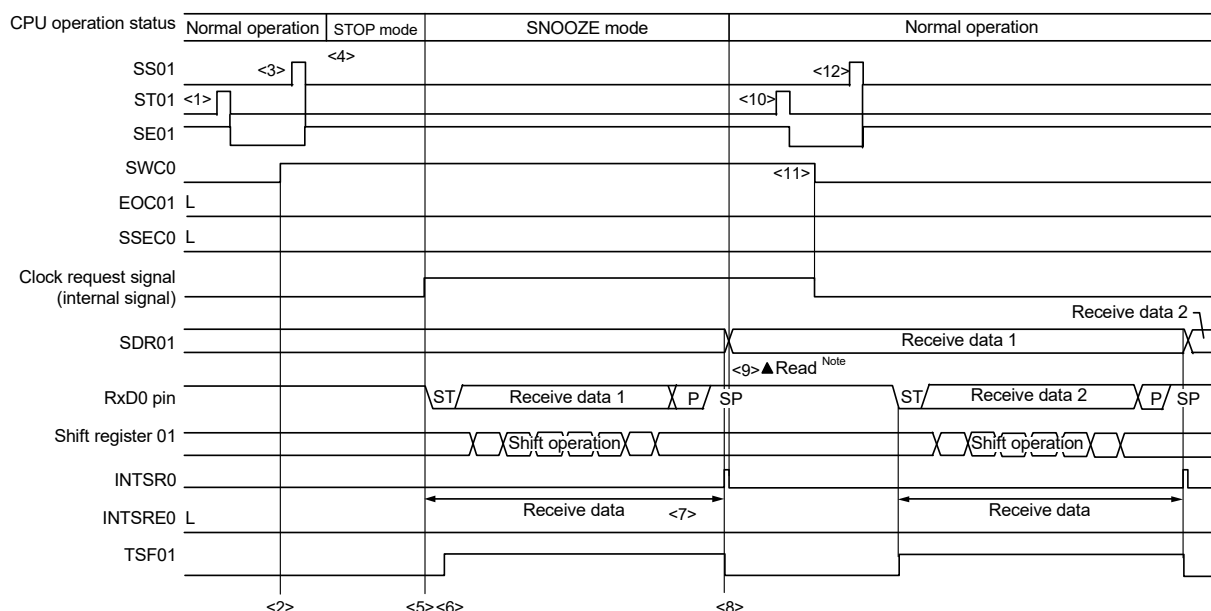 CPU operation status Normal operation STOP mode SNOOZE mode Normal operation
<4>
SS01 <3> <12>
ST01 <1> <10>
SE01
SWC0 <11>
EOC01 L
SSEC0 L
Clock request signal
(internal signal)
Receive data 2
SDR01 Receive data 1
<9>▲Read Note
RxD0 pin ST Receive data 1 P SP ST Receive data 2 P SP
Shift register 01 Shift operation Shift operation
INTSR0
Receive data <7> Receive data
INTSRE0 L
TSF01
<2> <5><6> <8>